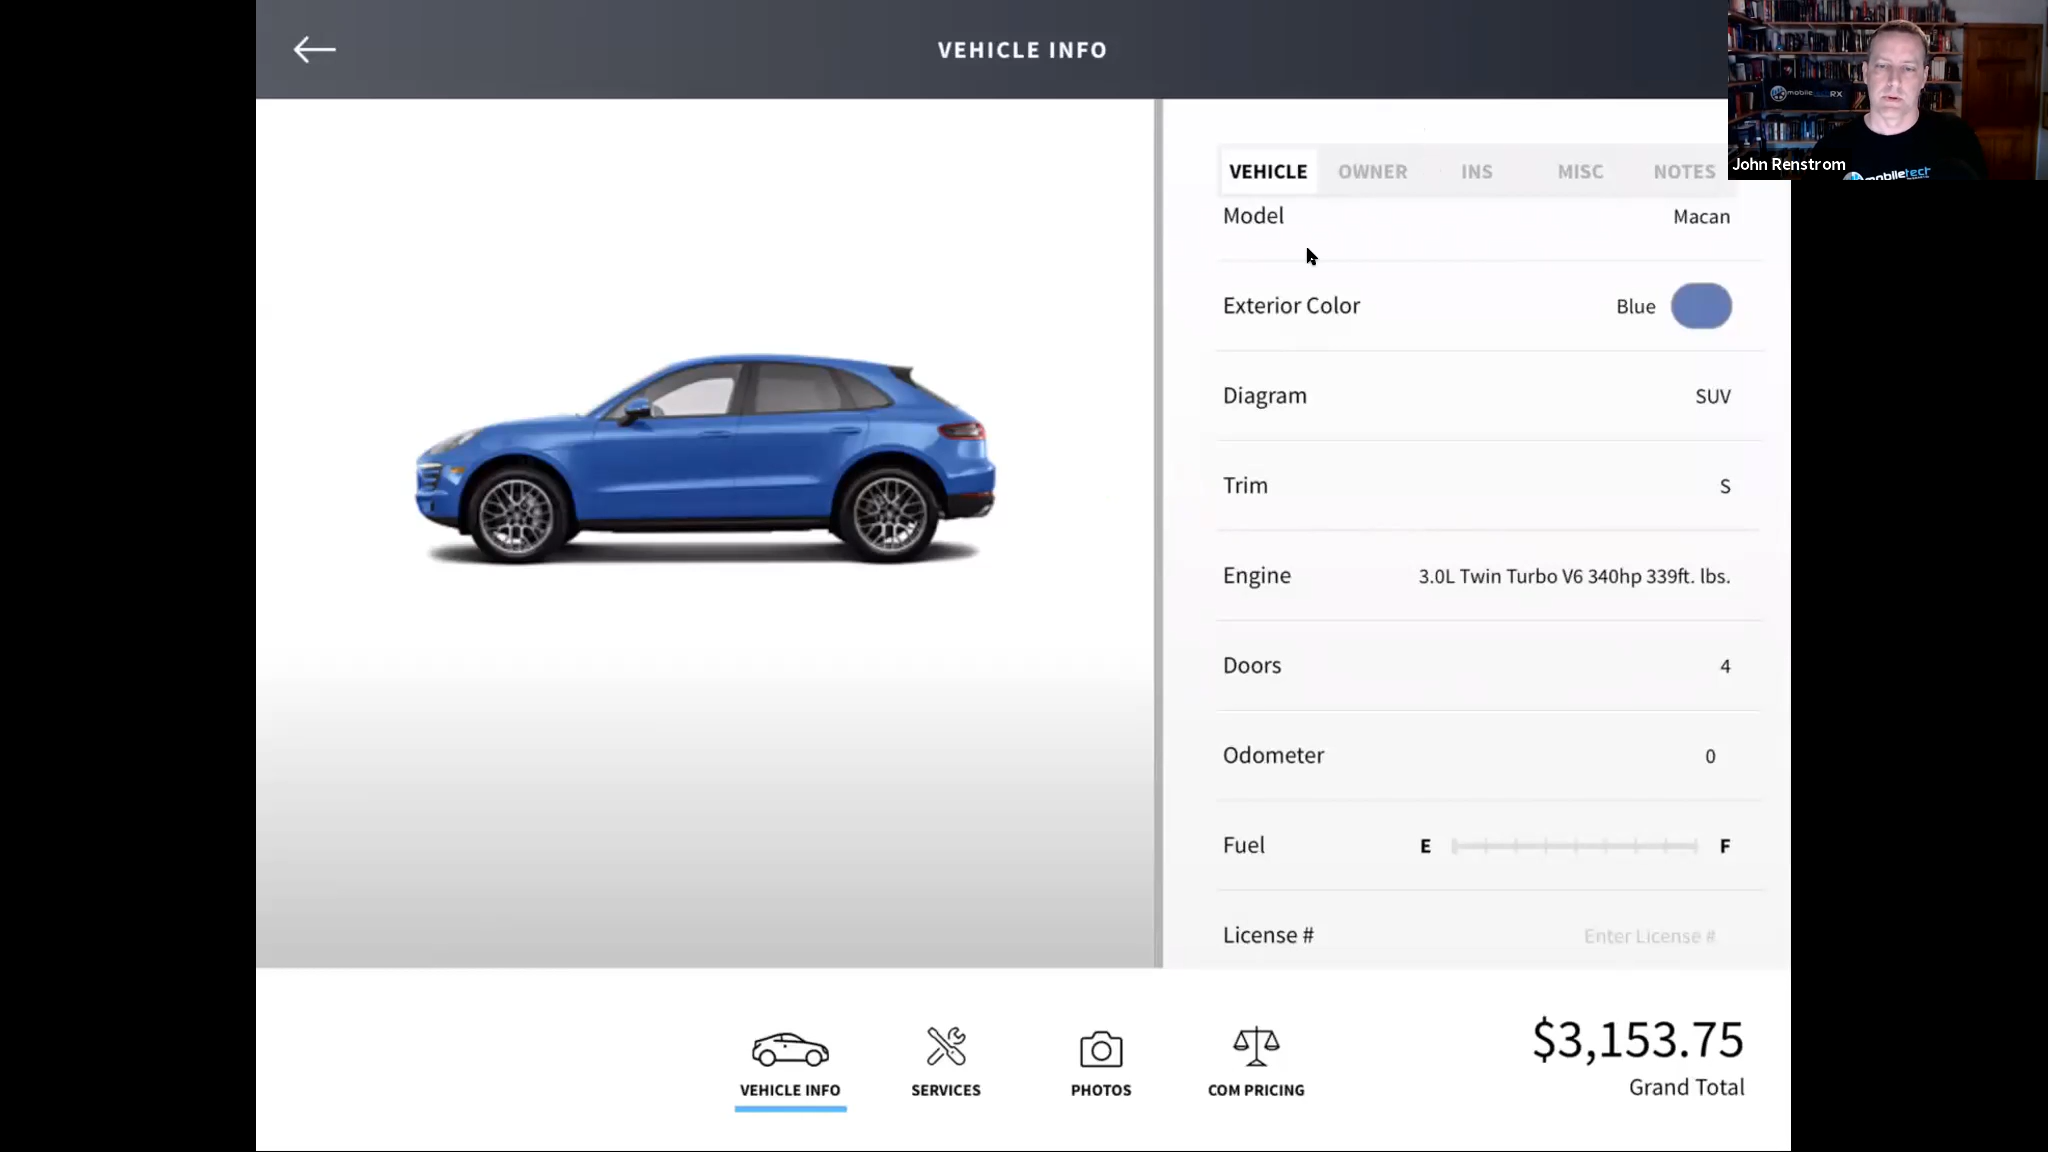 VEHICLE INFO
mobiletechRX
John Renstrom
mobiletech
VEHICLE OWNER INS MISC NOTES
Model Macan
Exterior Color Blue
Diagram SUV
Trim S
Engine 3.0L Twin Turbo V6 340hp 339ft. lbs.
Doors 4
Odometer 0
Fuel E F
License # Enter License #
VEHICLE INFO SERVICES PHOTOS COM PRICING
$3,153.75
Grand Total